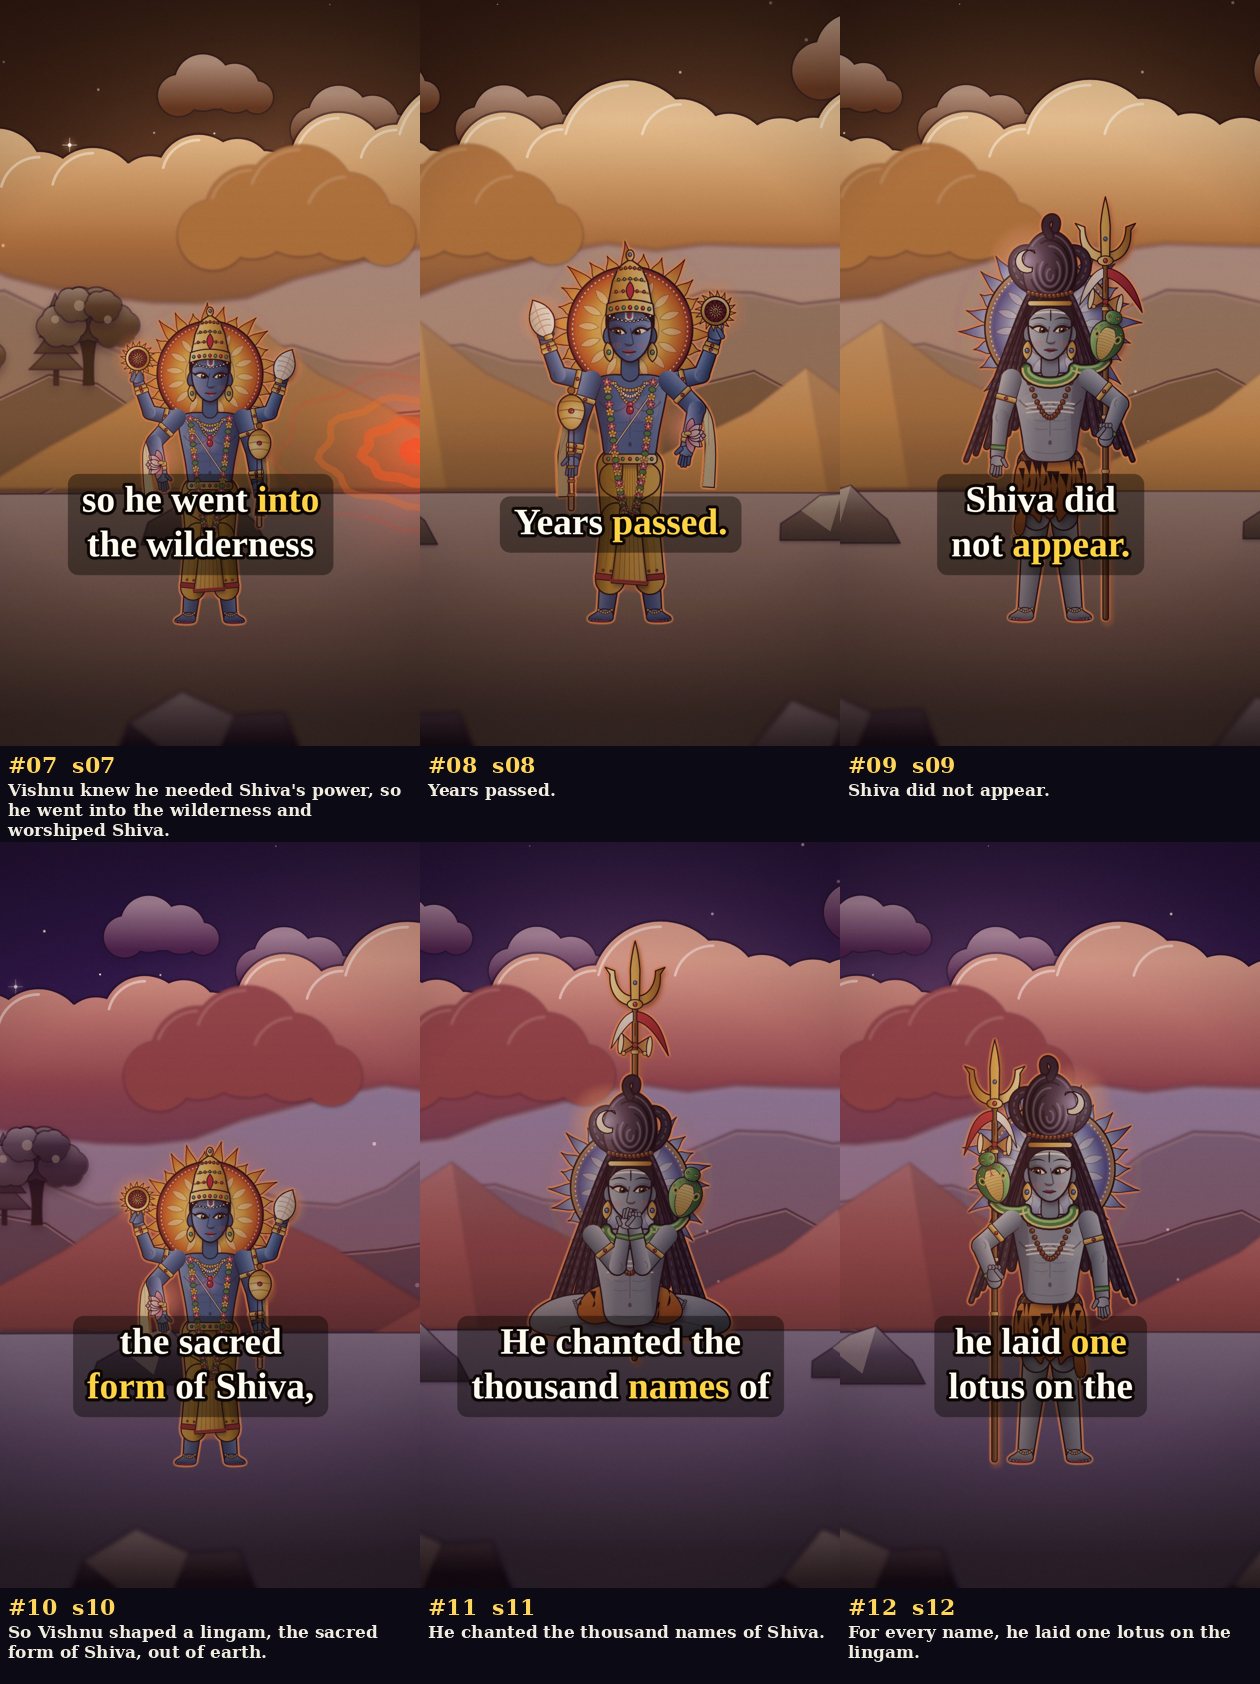 so he went into
the wilderness
Years passed.
Shiva did
not appear.
#07 s07
Vishnu knew he needed Shiva's power, so
he went into the wilderness and
worshiped Shiva.
#08 s08
Years passed.
#09 s09
Shiva did not appear.
the sacred
form of Shiva,
He chanted the
thousand names of
he laid one
lotus on the
#10 s10
So Vishnu shaped a lingam, the sacred
form of Shiva, out of earth.
#11 s11
He chanted the thousand names of Shiva.
#12 s12
For every name, he laid one lotus on the
lingam.